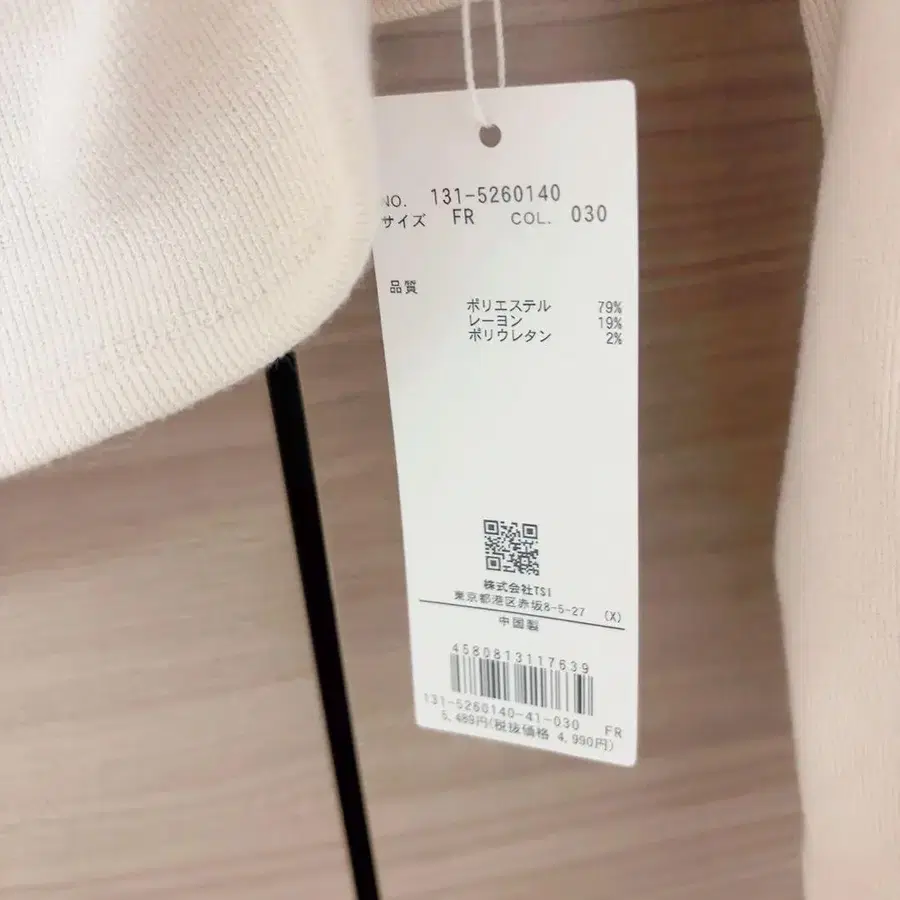 NO. 131-5260140
サイズ FR COL. 030
品質
ポリエステル 79%
レーヨン 19%
ポリウレタン 2%
株式会社TSI
東京都港区赤坂8-5-27 (X)
中国製
4580813117639
131-5260140-41-030 FR
5,489円(税抜価格 4,990円)